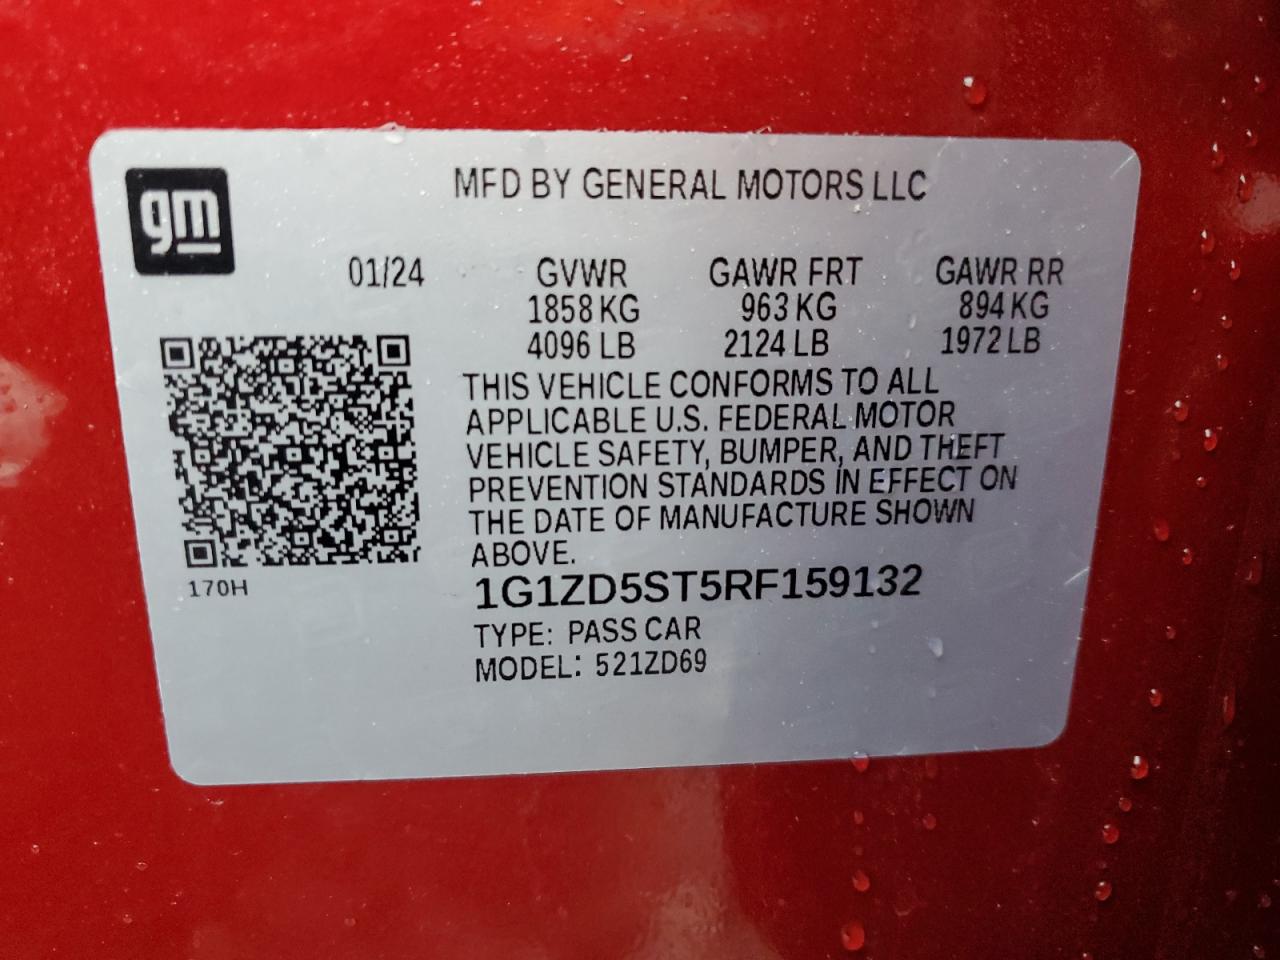 gm
MFD BY GENERAL MOTORS LLC
01/24 GVWR GAWR FRT GAWR RR
1858 KG 963 KG 894 KG
4096 LB 2124 LB 1972 LB
THIS VEHICLE CONFORMS TO ALL
APPLICABLE U.S. FEDERAL MOTOR
VEHICLE SAFETY, BUMPER, AND THEFT
PREVENTION STANDARDS IN EFFECT ON
THE DATE OF MANUFACTURE SHOWN
ABOVE.
170H
1G1ZD5ST5RF159132
TYPE: PASS CAR
MODEL: 521ZD69